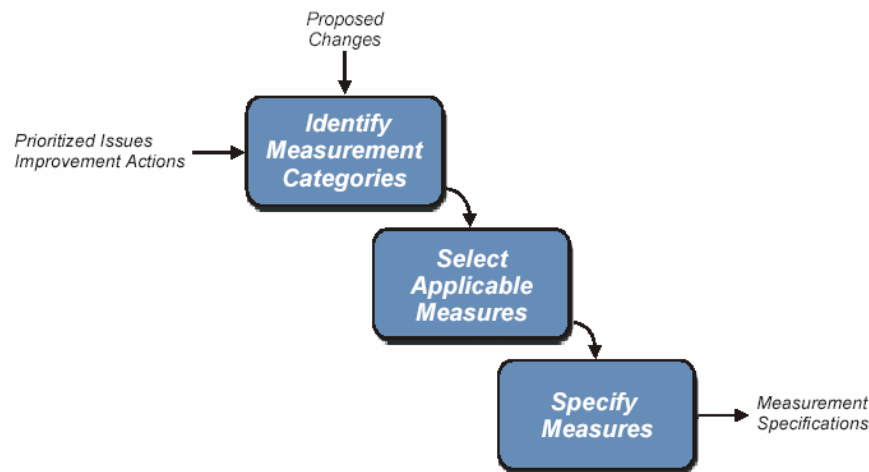 Proposed
Changes
Prioritized Issues
Improvement Actions
Identify
Measurement
Categories
Select
Applicable
Measures
Specify
Measures
Measurement
Specifications